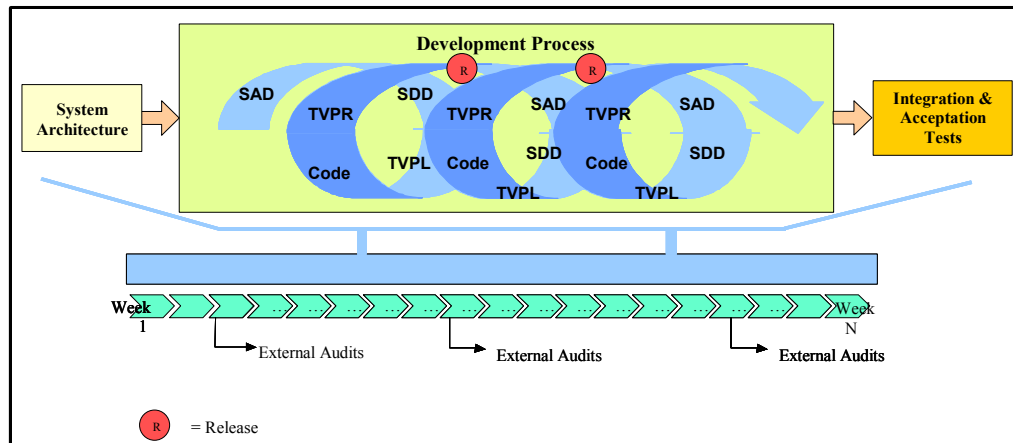 Development Process
R
R
System
Architecture
SAD
SDD
SAD
SAD
TVPR
TVPR
TVPR
Integration &
Acceptation
Tests
Code
TVPL
Code
SDD
TVPL
Code
TVPL
SDD
Week
1
... ... ... ... ... ... ... ... ... ... ... ... ...
Week
N
External Audits
External Audits
External Audits
R = Release